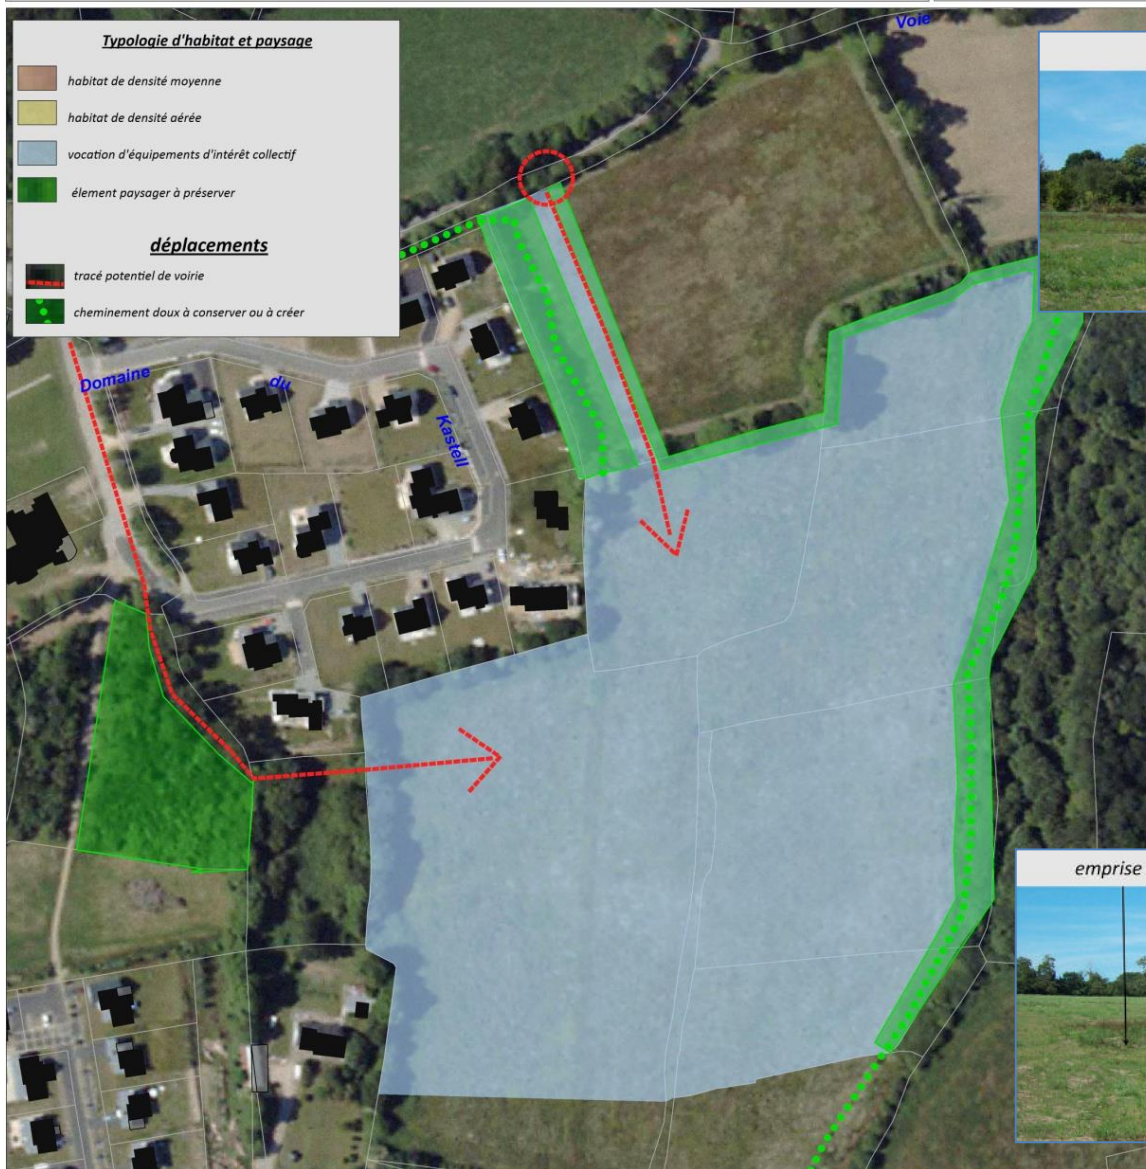 Typologie d'habitat et paysage
habitat de densité moyenne
habitat de densité aérée
vocation d'équipements d'intérêt collectif
élement paysager à préserver
déplacements
tracé potentiel de voirie
cheminement doux à conserver ou à créer
Voie
Domaine
du
Kastell
emprise